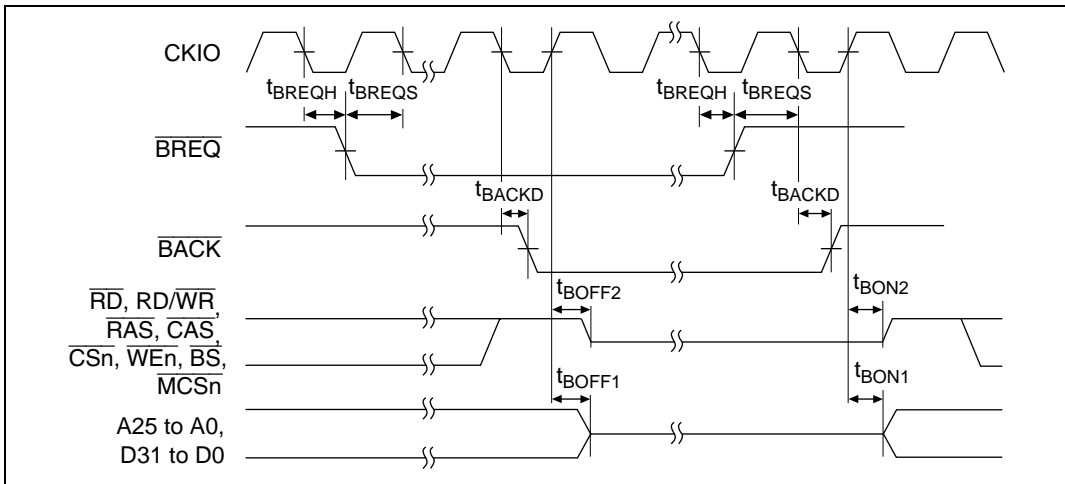 CKIO
tBREQH tBREQS tBREQH tBREQS
BREQ
tBACKD tBACKD
BACK
RD, RD/WR,
RAS, CAS,
CSn, WEn, BS,
MCSn
tBOFF2 tBON2
tBOFF1 tBON1
A25 to A0,
D31 to D0